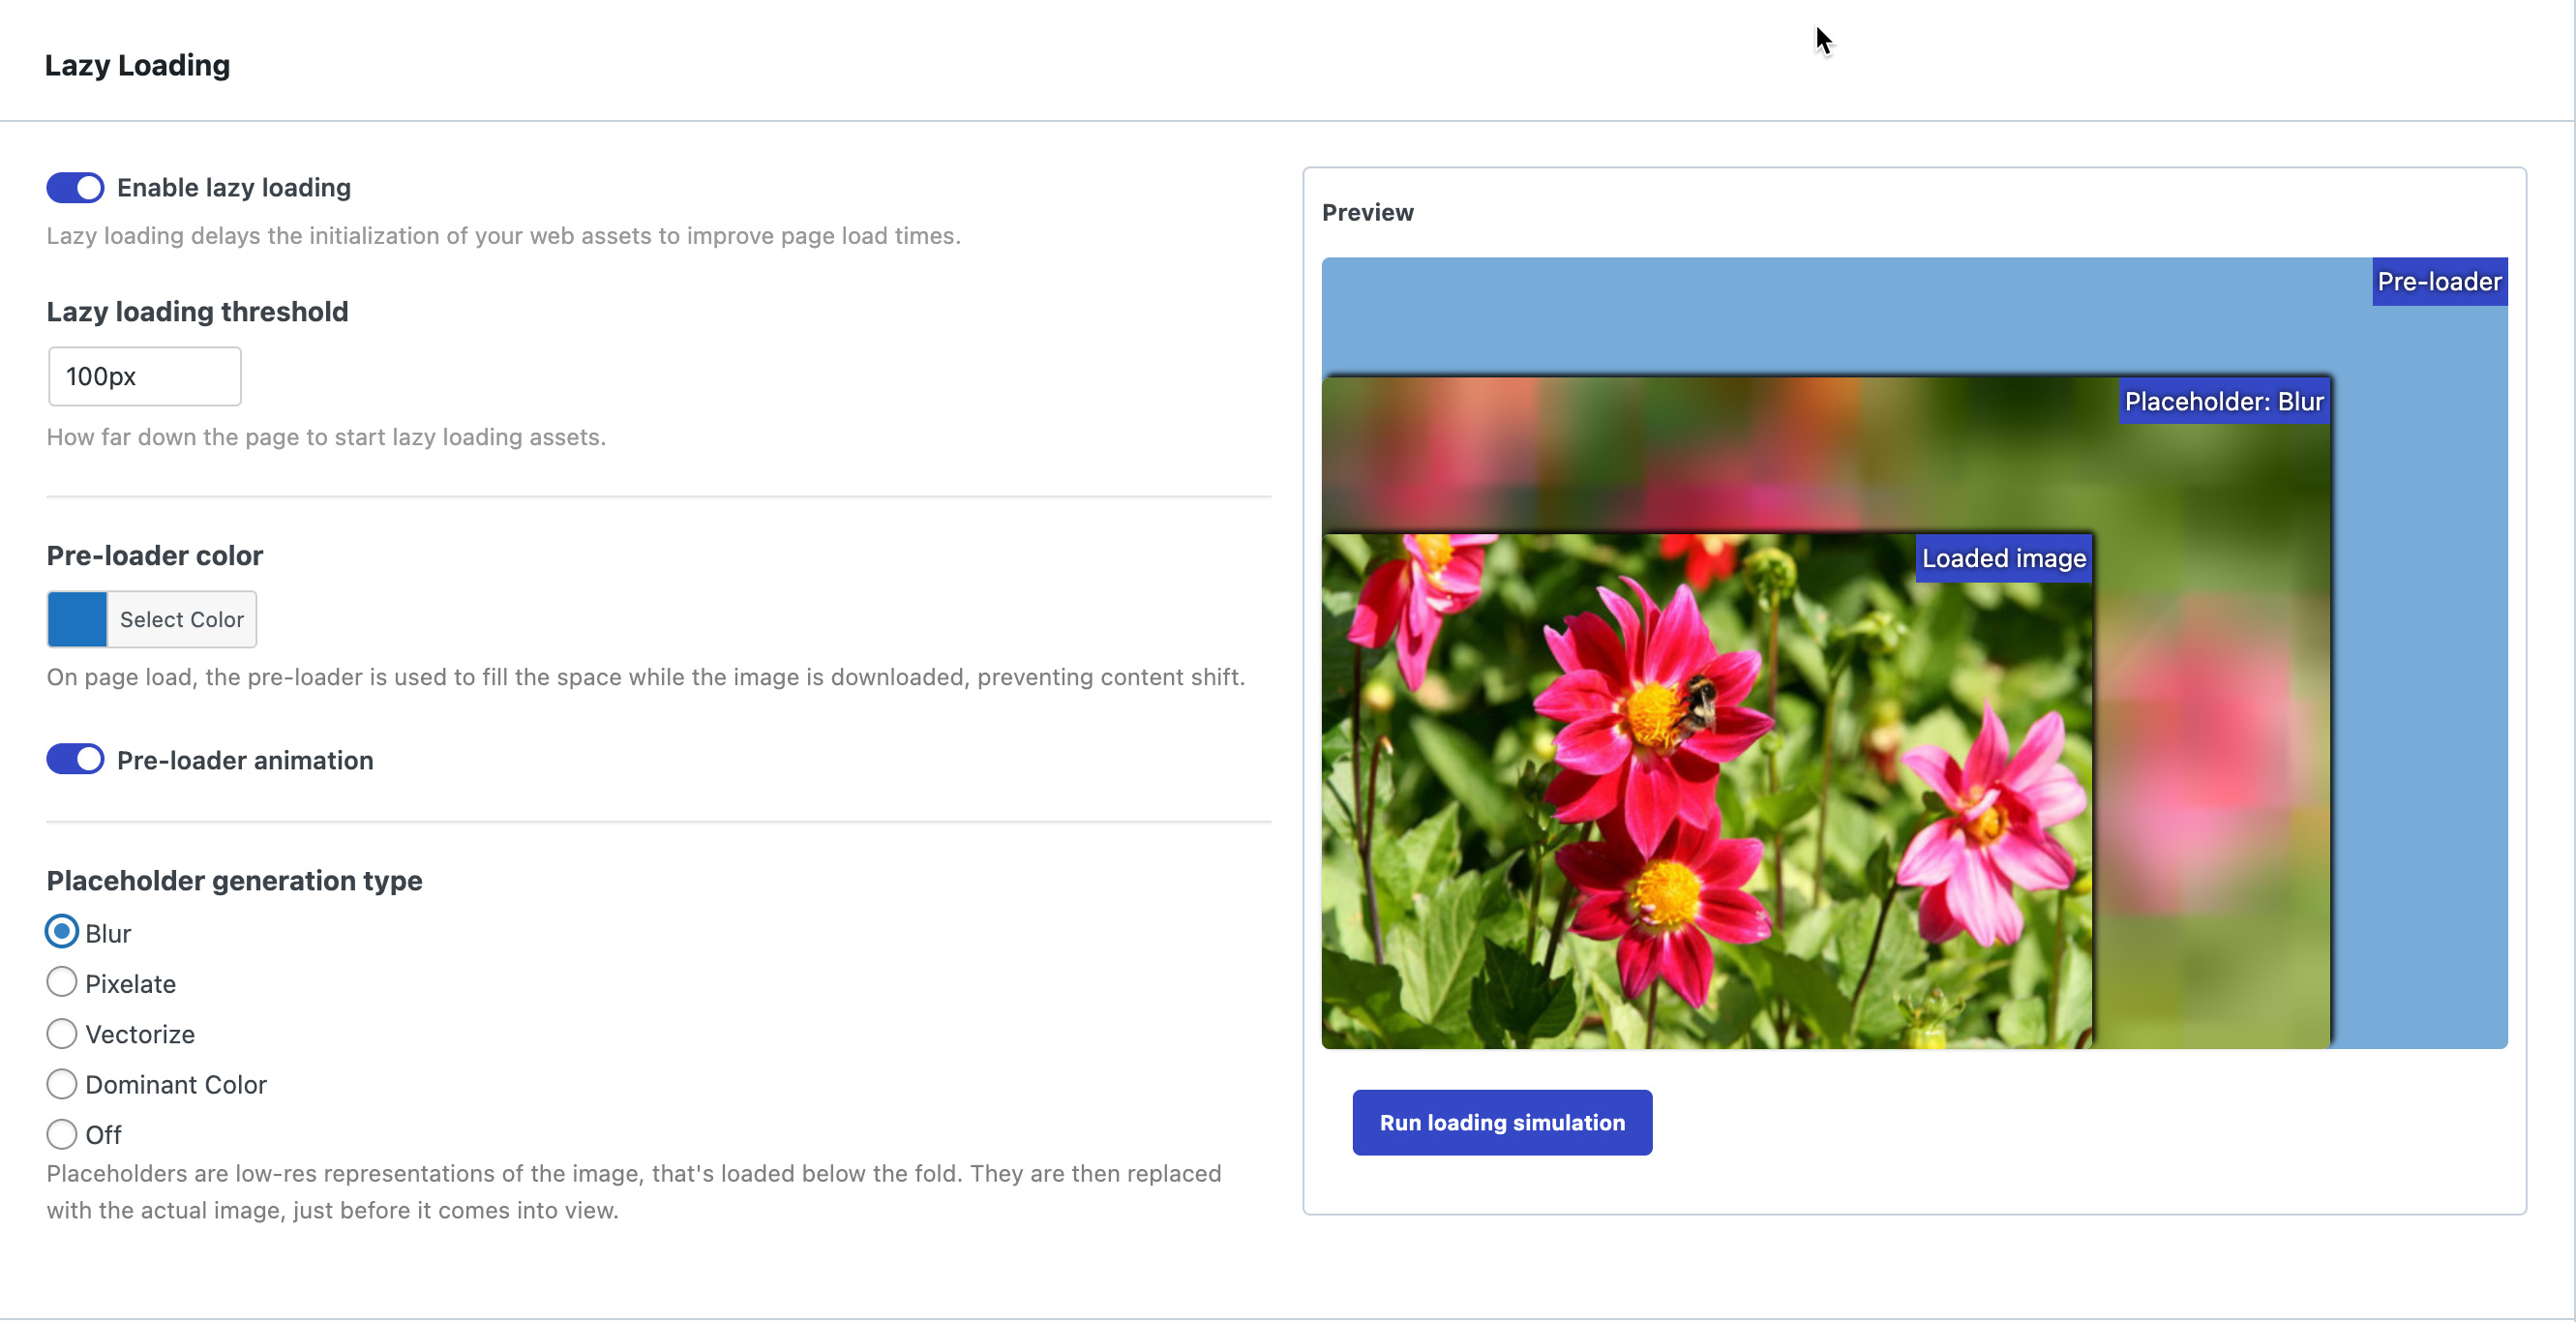 Lazy Loading
Enable lazy loading
Lazy loading delays the initialization of your web assets to improve page load times.
Lazy loading threshold
100px
How far down the page to start lazy loading assets.
Pre-loader color
Select Color
On page load, the pre-loader is used to fill the space while the image is downloaded, preventing content shift.
Pre-loader animation
Placeholder generation type
Blur
Pixelate
Vectorize
Dominant Color
Off
Placeholders are low-res representations of the image, that's loaded below the fold. They are then replaced
with the actual image, just before it comes into view.
Preview
Pre-loader
Placeholder: Blur
Loaded image
Run loading simulation